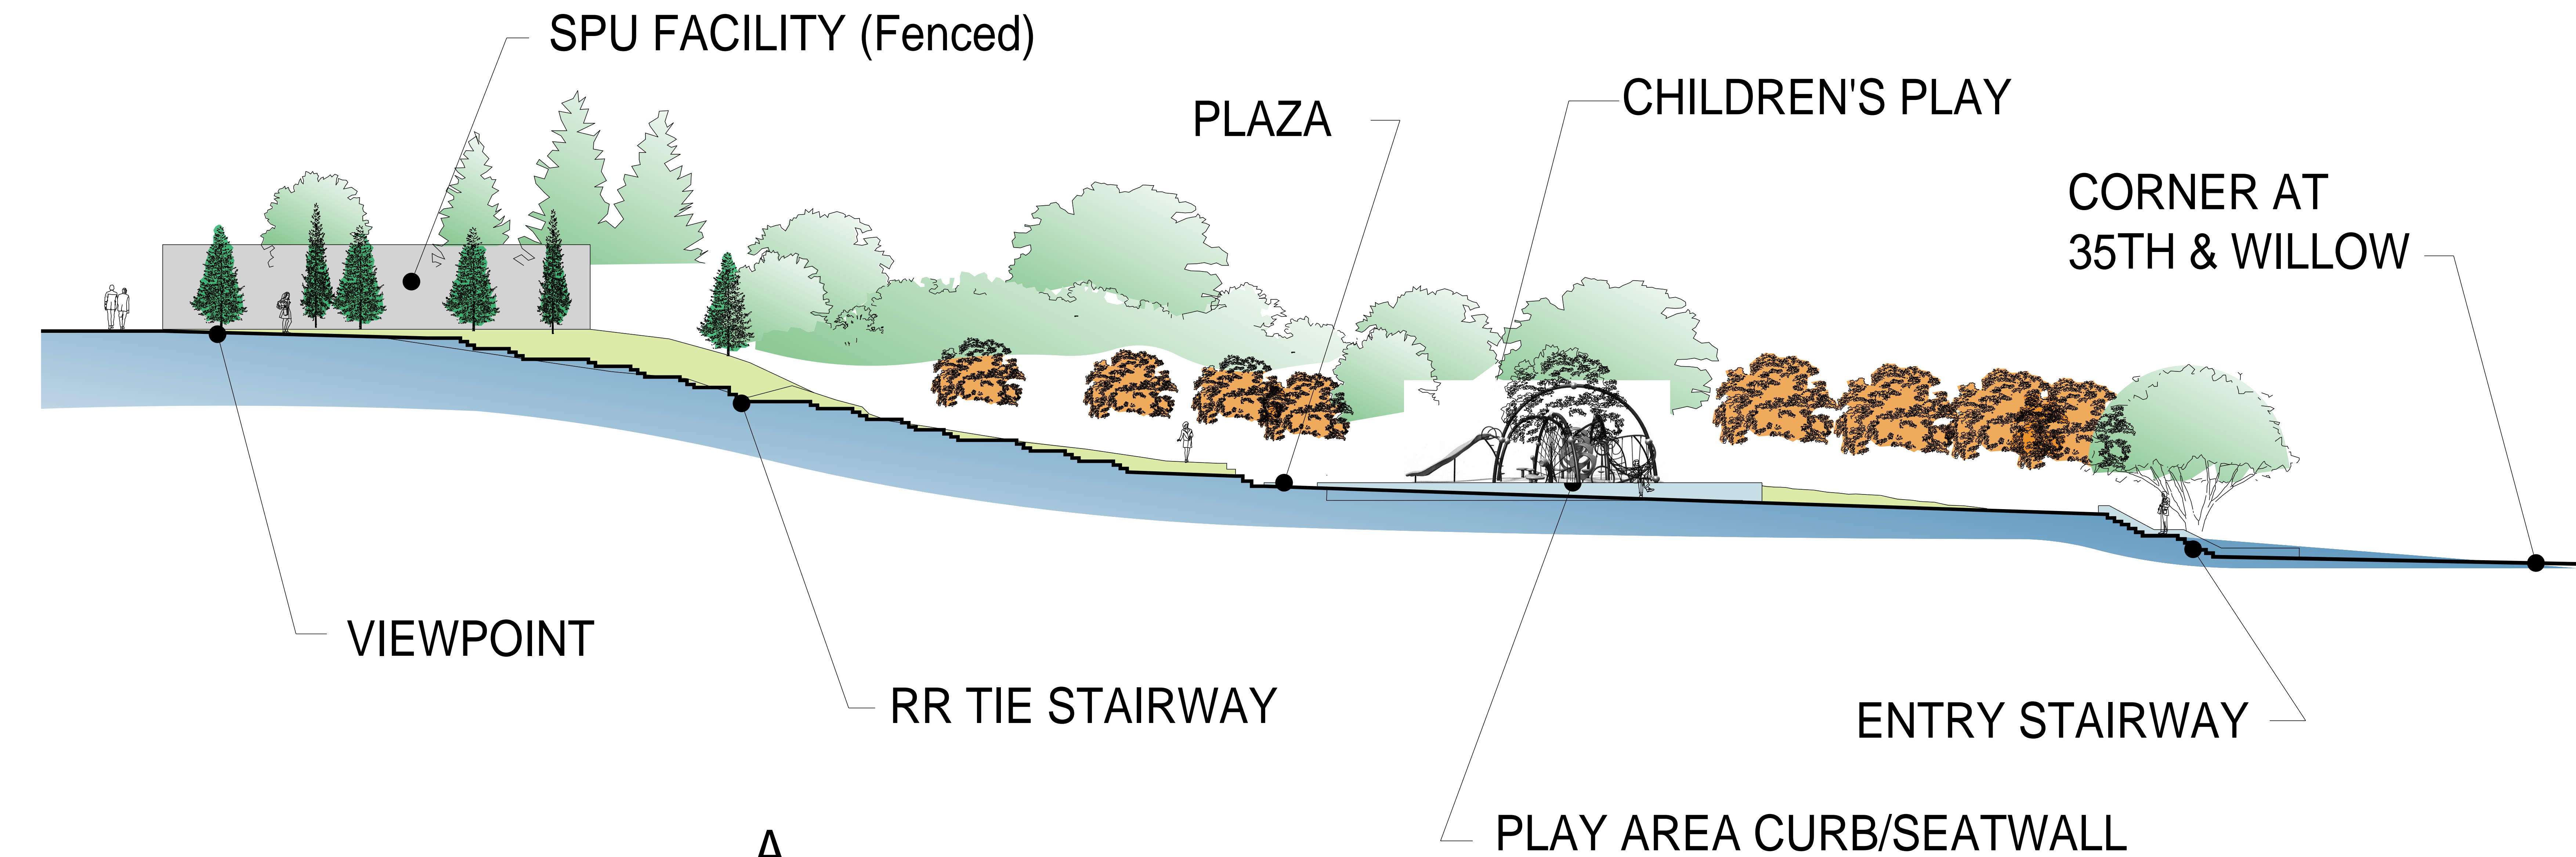 SPU FACILITY (Fenced)
PLAZA
CHILDREN'S PLAY
CORNER AT
35TH & WILLOW
VIEWPOINT
RR TIE STAIRWAY
ENTRY STAIRWAY
PLAY AREA CURB/SEATWALL
A